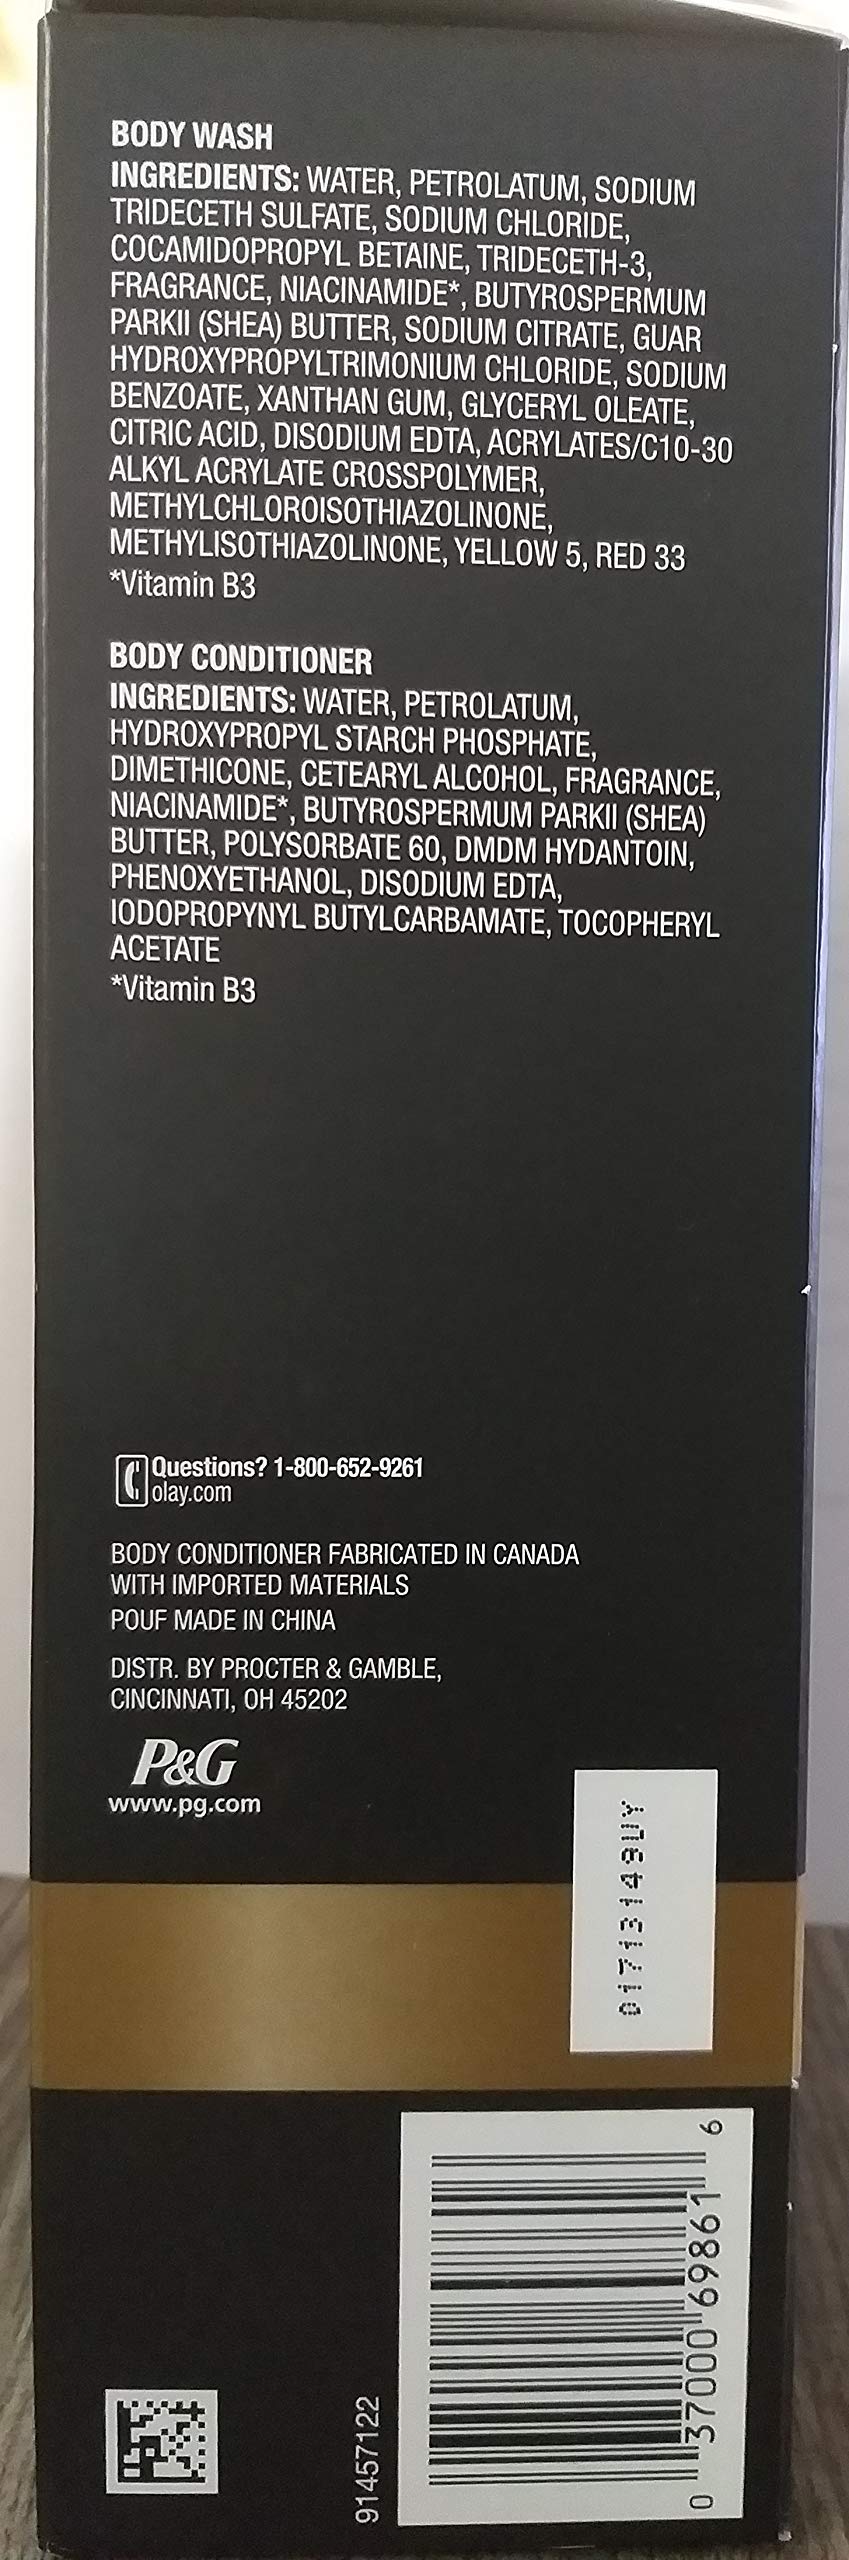 BODY WASH
INGREDIENTS: WATER, PETROLATUM, SODIUM
TRIDECETH SULFATE, SODIUM CHLORIDE,
COCAMIDOPROPYL BETAINE, TRIDECETH-3,
FRAGRANCE, NIACINAMIDE*, BUTYROSPERMUM
PARKII (SHEA) BUTTER, SODIUM CITRATE, GUAR
HYDROXYPROPYLTRIMONIUM CHLORIDE, SODIUM
BENZOATE, XANTHAN GUM, GLYCERYL OLEATE,
CITRIC ACID, DISODIUM EDTA, ACRYLATES/C10-30
ALKYL ACRYLATE CROSSPOLYMER,
METHYLCHLOROISOTHIAZOLINONE,
METHYLISOTHIAZOLINONE, YELLOW 5, RED 33
*Vitamin B3
BODY CONDITIONER
INGREDIENTS: WATER, PETROLATUM,
HYDROXYPROPYL STARCH PHOSPHATE,
DIMETHICONE, CETEARYL ALCOHOL, FRAGRANCE,
NIACINAMIDE*, BUTYROSPERMUM PARKII (SHEA)
BUTTER, POLYSORBATE 60, DMDM HYDANTOIN,
PHENOXYETHANOL, DISODIUM EDTA,
IODOPROPYNYL BUTYLCARBAMATE, TOCOPHERYL
ACETATE
*Vitamin B3
Questions? 1-800-652-9261
olay.com
BODY CONDITIONER FABRICATED IN CANADA
WITH IMPORTED MATERIALS
POUF MADE IN CHINA
DISTR. BY PROCTER & GAMBLE,
CINCINNATI, OH 45202
P&G
www.pg.com
01713149UY
91457122
0 37000 69861 6